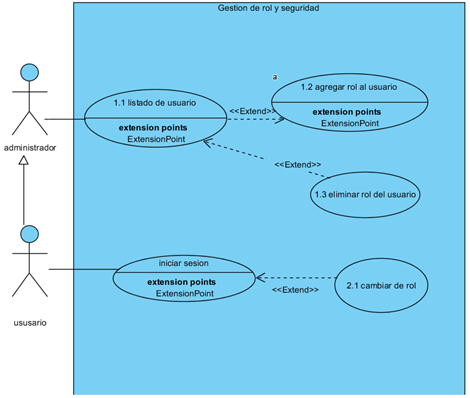 Gestion de rol y seguridad
a
1.2 agregar rol al usuario
1.1 listado de usuario
<<Extend>>
extension points
ExtensionPoint
extension points
ExtensionPoint
administrador
<<Extend>>
1.3 eliminar rol del usuario
iniciar sesion
extension points
ExtensionPoint
<<Extend>>
2.1 cambiar de rol
ususario